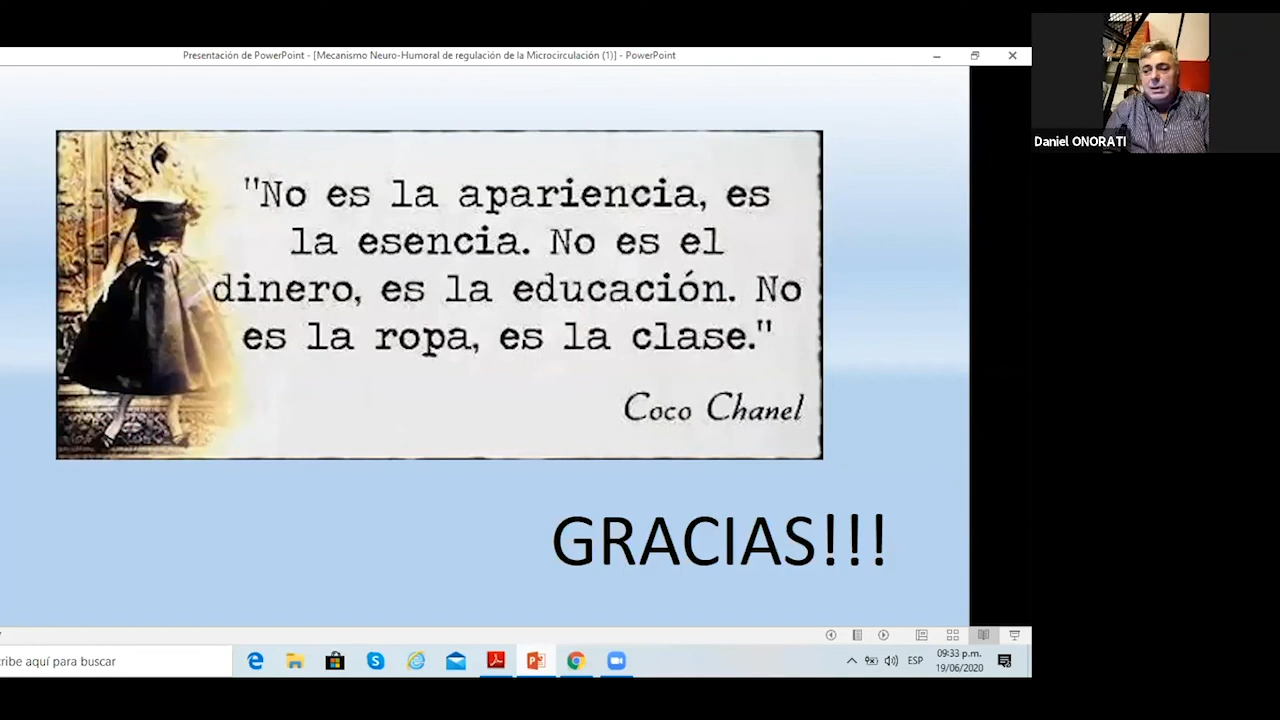 Presentación de PowerPoint - [Mecanismo Neuro-Humoral de regulación de la Microcirculación (1)] - PowerPoint
Daniel ONORATI
"No es la apariencia, es
la esencia. No es el
dinero, es la educación. No
es la ropa, es la clase."
Coco Chanel
GRACIAS!!!
cribe aquí para buscar
ESP
09:33 p.m.
19/06/2020